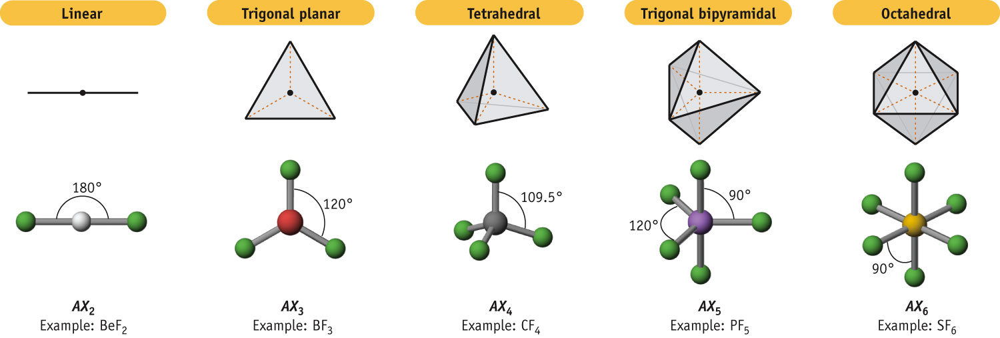 Linear
Trigonal planar
Tetrahedral
Trigonal bipyramidal
Octahedral
180°
120°
109.5°
90°
120°
90°
AX₂
Example: BeF₂
AX₃
Example: BF₃
AX₄
Example: CF₄
AX₅
Example: PF₅
AX₆
Example: SF₆